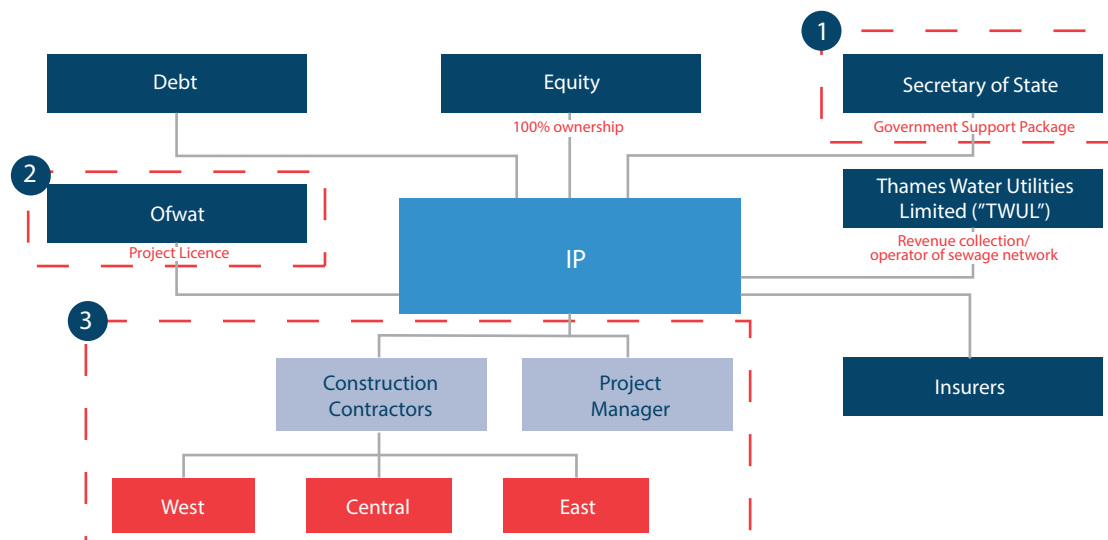 1
Debt
Equity
Secretary of State
100% ownership
Government Support Package
2
Ofwat
Project Licence
Thames Water Utilities
Limited (”TWUL”)
Revenue collection/
operator of sewage network
IP
3
Construction
Contractors
Project
Manager
Insurers
West
Central
East